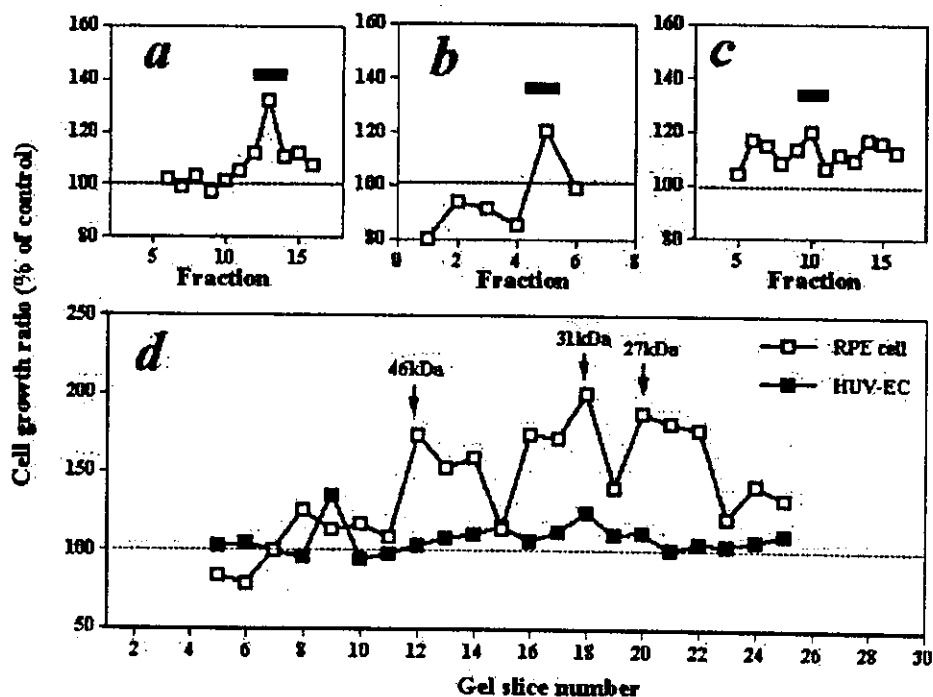 Cell growth ratio (% of control)
a
160
140
120
100
80
5 10 15
Fraction
b
160
140
120
100
80
0 2 4 6 8
Fraction
c
160
140
120
100
80
5 10 15
Fraction
d
250
200
150
100
50
46kDa
31kDa
27kDa
RPE cell
HUV-EC
2 4 6 8 10 12 14 16 18 20 22 24 26 28 30
Gel slice number